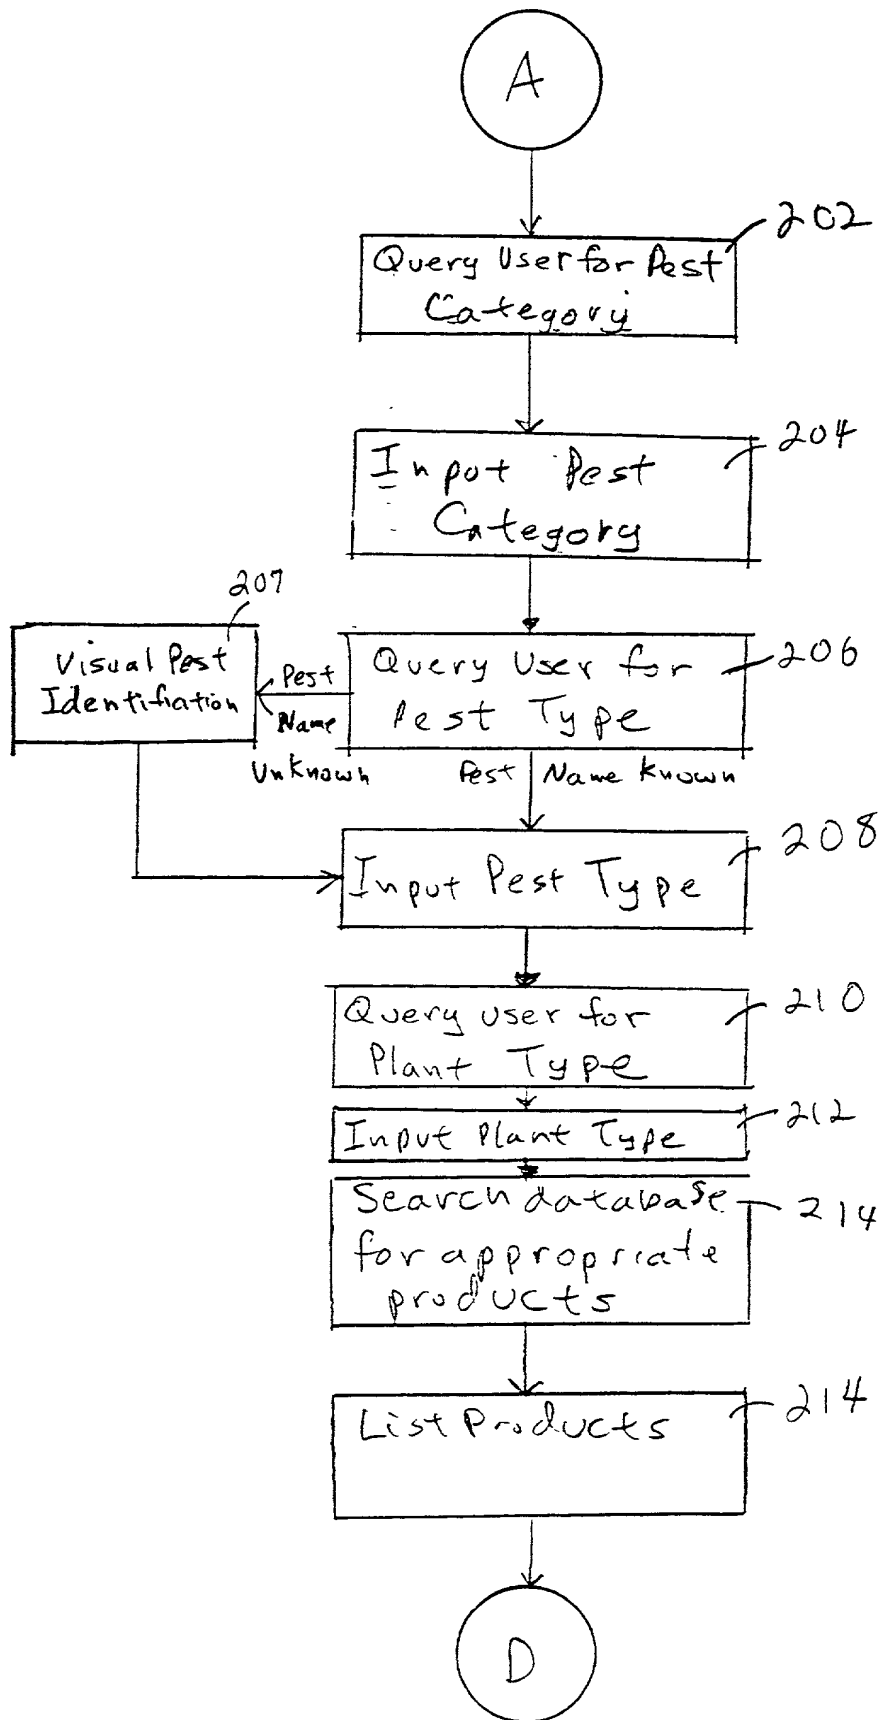 A
202
Query User for Pest
Category
204
Input Pest
Category
207
Visual Pest
Identifiation
Pest
Name
Unknown
206
Query User for
Pest Type
Pest Name Known
208
Input Pest Type
210
Query user for
Plant Type
212
Input Plant Type
214
Search database
for appropriate
products
214
List Products
D